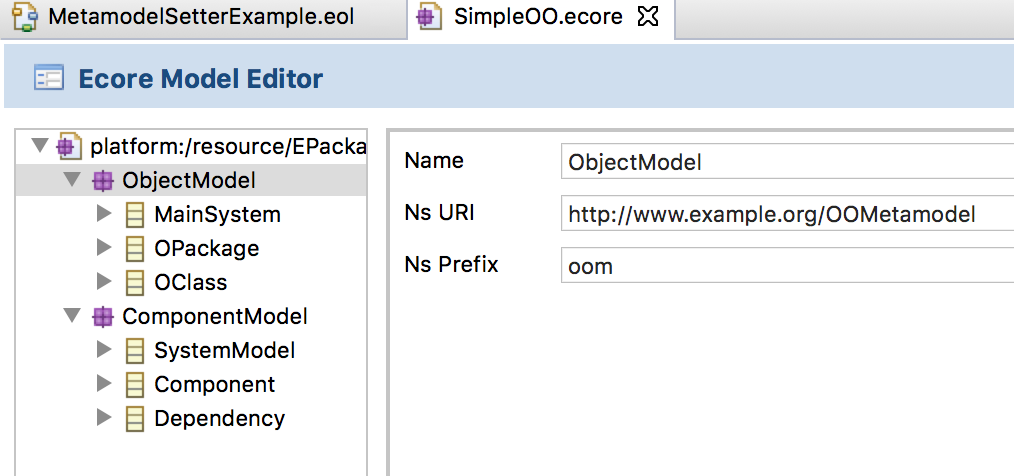 MetamodelSetterExample.eol
SimpleOO.ecore
Ecore Model Editor
platform:/resource/EPacka
ObjectModel
MainSystem
OPackage
OClass
ComponentModel
SystemModel
Component
Dependency
Name
ObjectModel
Ns URI
http://www.example.org/OOMetamodel
Ns Prefix
oom